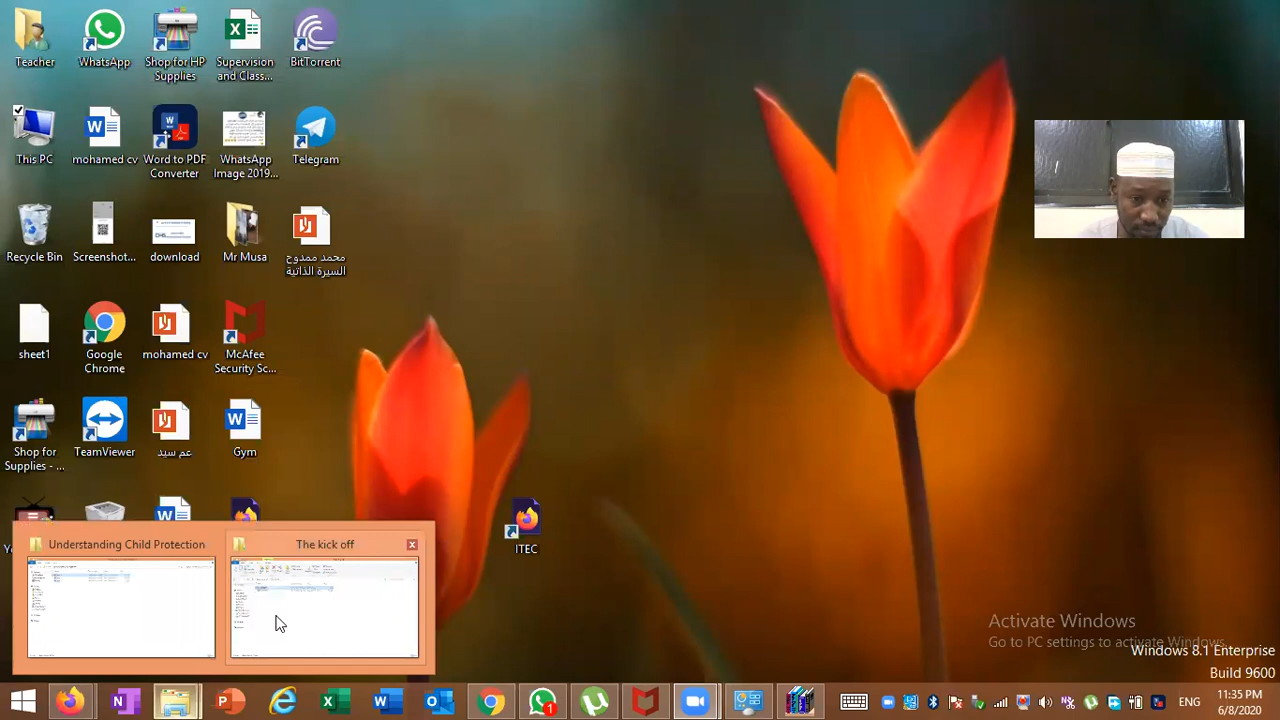 Teacher
WhatsApp
Shop for HP
Supplies
Supervision
and Class...
BitTorrent
This PC
mohamed cv
Word to PDF
Converter
WhatsApp
Image 2019...
Telegram
Recycle Bin
Screenshot...
download
Mr Musa
محمد ممدوح
السيرة الذاتية
sheet1
Google
Chrome
mohamed cv
McAfee
Security Sc...
Shop for
Supplies - ...
TeamViewer
عم سيد
Gym
ITEC
Understanding Child Protection
The kick off
Activate Windows
Go to PC settings to activate Windows.
Windows 8.1 Enterprise
Build 9600
ENG
11:35 PM
6/8/2020